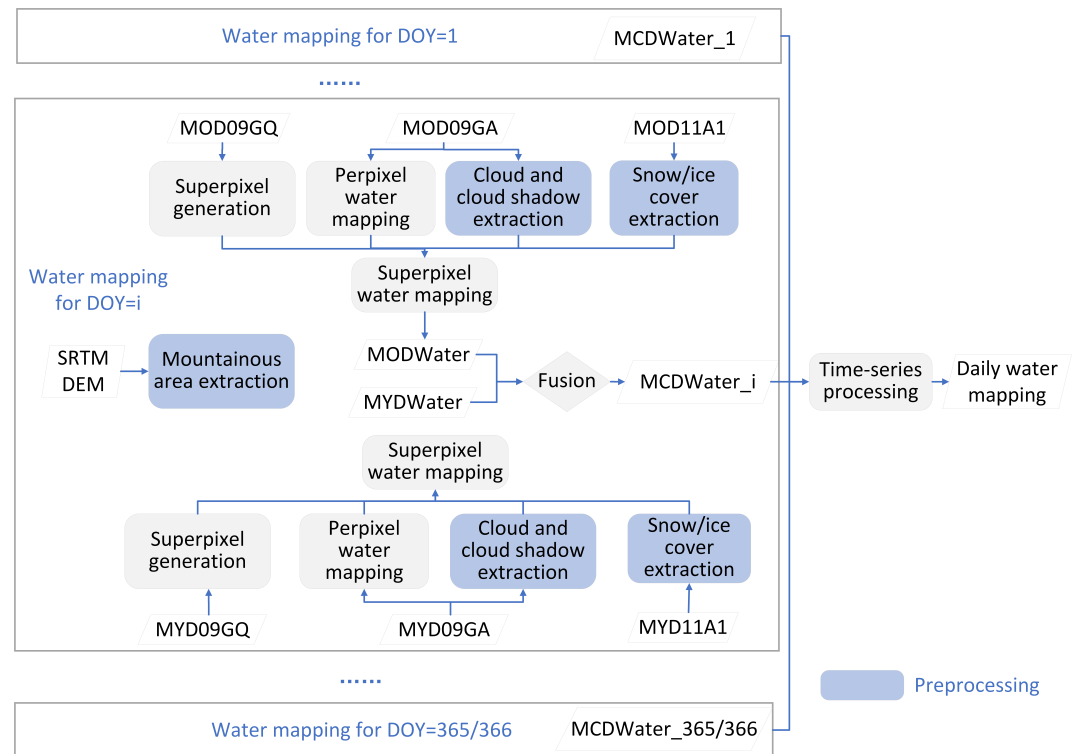 Water mapping for DOY=1
MCDWater_1
......
MOD09GQ
MOD09GA
MOD11A1
Superpixel
generation
Perpixel
water
mapping
Cloud and
cloud shadow
extraction
Snow/ice
cover
extraction
Superpixel
water mapping
Water mapping
for DOY=i
SRTM
DEM
Mountainous
area extraction
MODWater
MYDWater
Fusion
MCDWater_i
Time-series
processing
Daily water
mapping
Superpixel
water mapping
Superpixel
generation
Perpixel
water
mapping
Cloud and
cloud shadow
extraction
Snow/ice
cover
extraction
MYD09GQ
MYD09GA
MYD11A1
......
Preprocessing
Water mapping for DOY=365/366
MCDWater_365/366